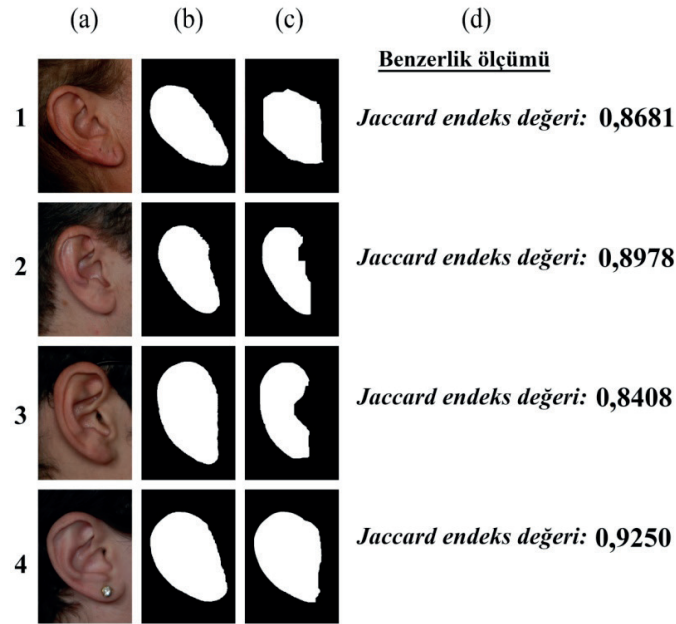 (a) (b) (c) (d)
Benzerlik ölçümü
1 Jaccard endeks değeri: 0,8681
2 Jaccard endeks değeri: 0,8978
3 Jaccard endeks değeri: 0,8408
4 Jaccard endeks değeri: 0,9250